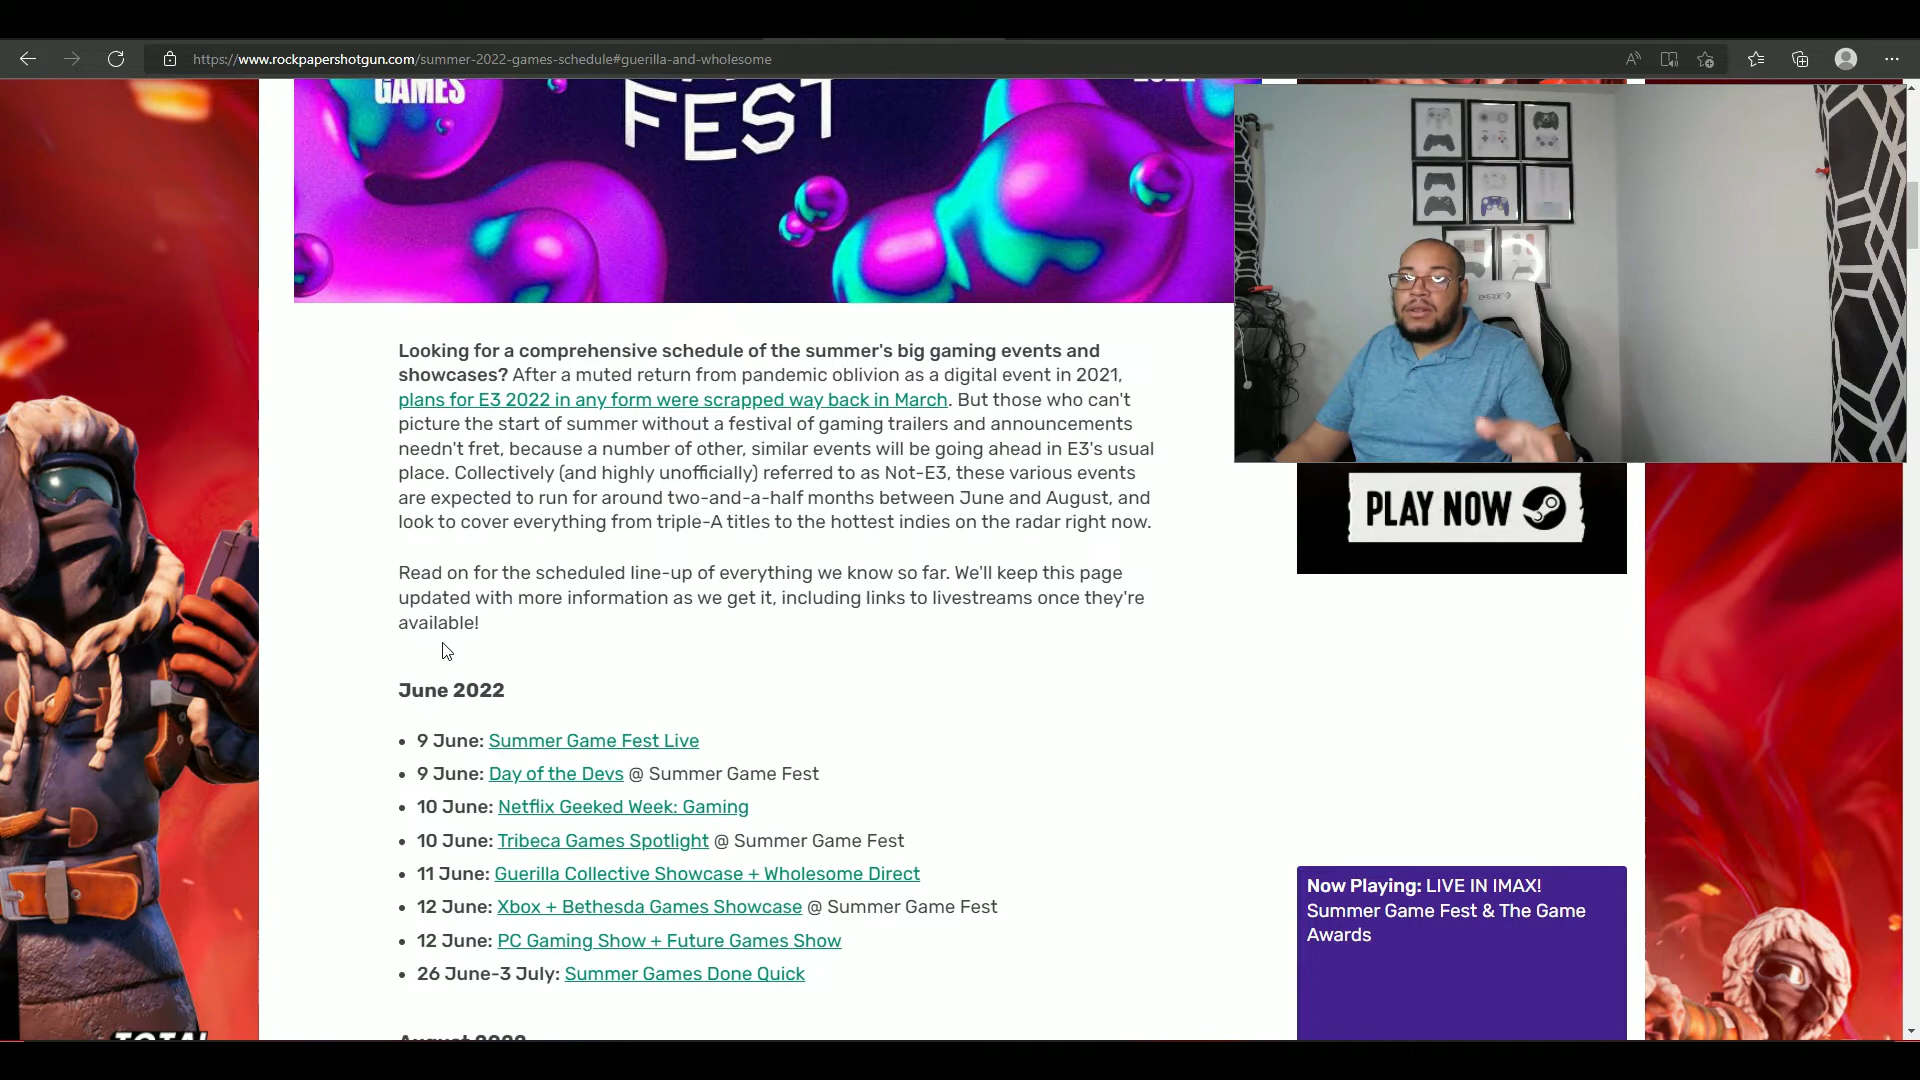 https://www.rockpapershotgun.com/summer-2022-games-schedule#guerilla-and-wholesome
GAMES
FEST
Looking for a comprehensive schedule of the summer's big gaming events and
showcases? After a muted return from pandemic oblivion as a digital event in 2021,
plans for E3 2022 in any form were scrapped way back in March. But those who can't
picture the start of summer without a festival of gaming trailers and announcements
needn't fret, because a number of other, similar events will be going ahead in E3's usual
place. Collectively (and highly unofficially) referred to as Not-E3, these various events
are expected to run for around two-and-a-half months between June and August, and
look to cover everything from triple-A titles to the hottest indies on the radar right now.
Read on for the scheduled line-up of everything we know so far. We'll keep this page
updated with more information as we get it, including links to livestreams once they're
available!
June 2022
• 9 June: Summer Game Fest Live
• 9 June: Day of the Devs @ Summer Game Fest
• 10 June: Netflix Geeked Week: Gaming
• 10 June: Tribeca Games Spotlight @ Summer Game Fest
• 11 June: Guerilla Collective Showcase + Wholesome Direct
• 12 June: Xbox + Bethesda Games Showcase @ Summer Game Fest
• 12 June: PC Gaming Show + Future Games Show
• 26 June-3 July: Summer Games Done Quick
August 2022
PLAY NOW
Now Playing: LIVE IN IMAX!
Summer Game Fest & The Game
Awards